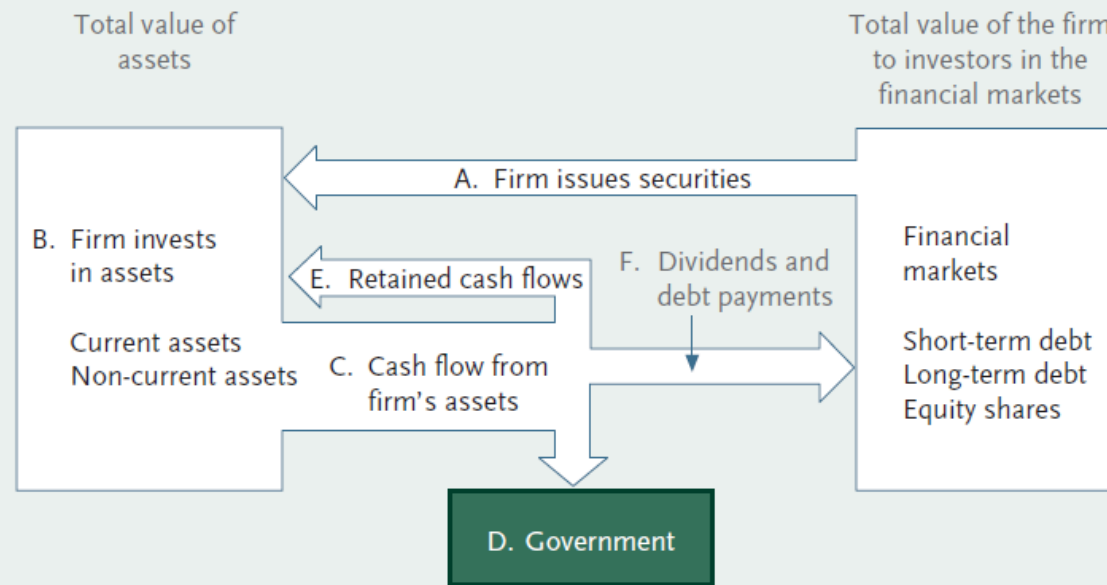 Total value of
assets
Total value of the firm
to investors in the
financial markets
A. Firm issues securities
B. Firm invests
in assets
Current assets
Non-current assets
E. Retained cash flows
F. Dividends and
debt payments
C. Cash flow from
firm's assets
Financial
markets
Short-term debt
Long-term debt
Equity shares
D. Government